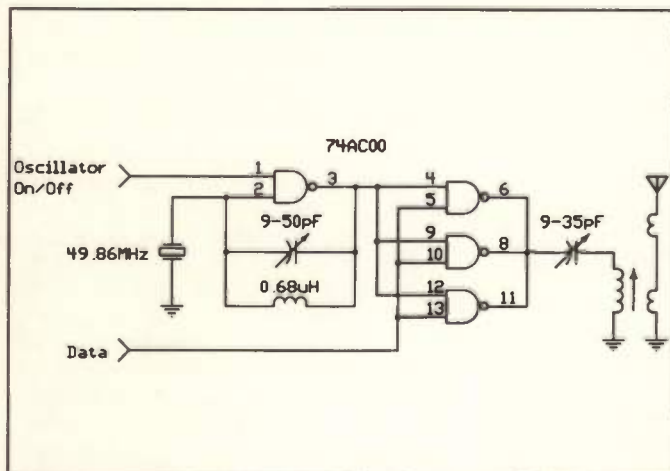 74AC00
Oscillator
On/Off
1
2
3
4
5
6
9-50pF
9-35pF
9
10
8
49.86MHz
0.68uH
12
13
11
Data